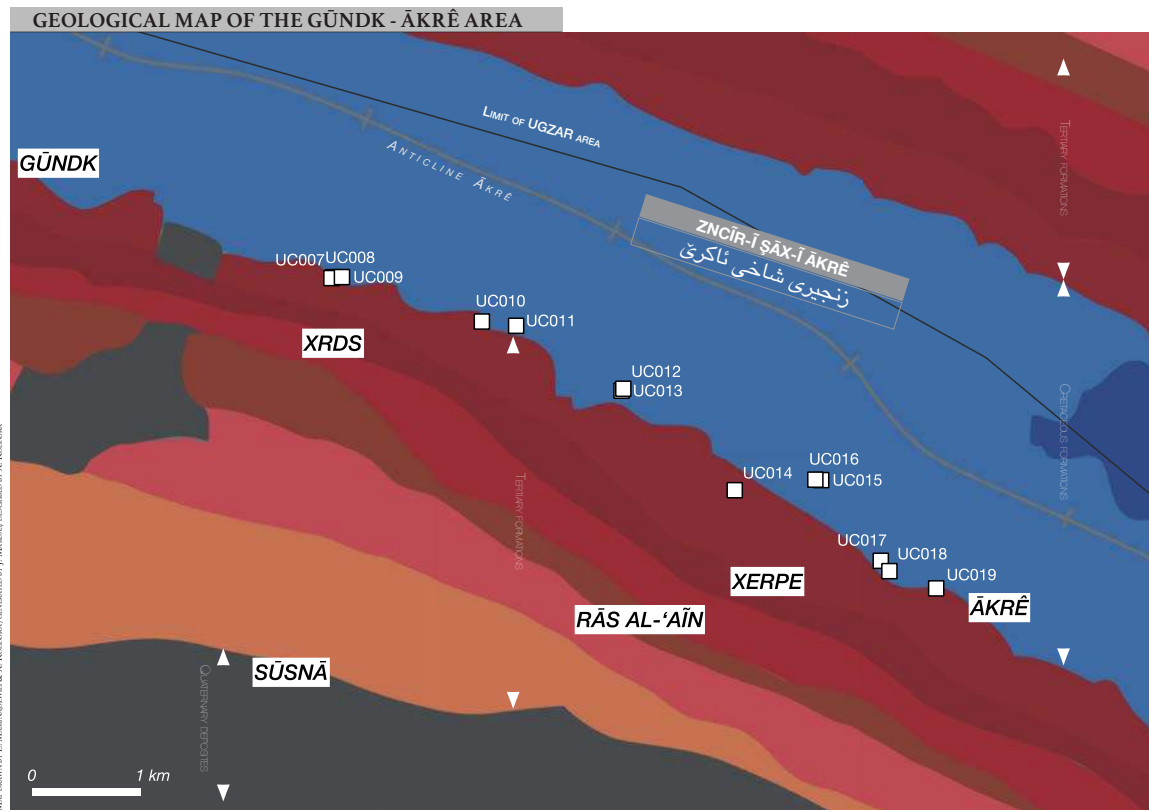 GEOLOGICAL MAP OF THE GŪNDK - ĀKRÊ AREA
LIMIT OF UGZAR AREA
TERTIARY FORMATIONS
ANTICLINE ĀKRÊ
GŪNDK
ZNCÎR-Î ŞĀX-Î ĀKRÊ
زنجیری شاخی ئاکرێ
UC007
UC008
UC009
UC010
UC011
XRDS
UC012
UC013
CRETACEOUS FORMATIONS
UC014
UC016
UC015
TERTIARY FORMATIONS
UC017
UC018
UC019
XERPE
ĀKRÊ
RĀS AL-‘AĨN
SŪSNĀ
QUATERNARY DEPOSITES
0
1 km